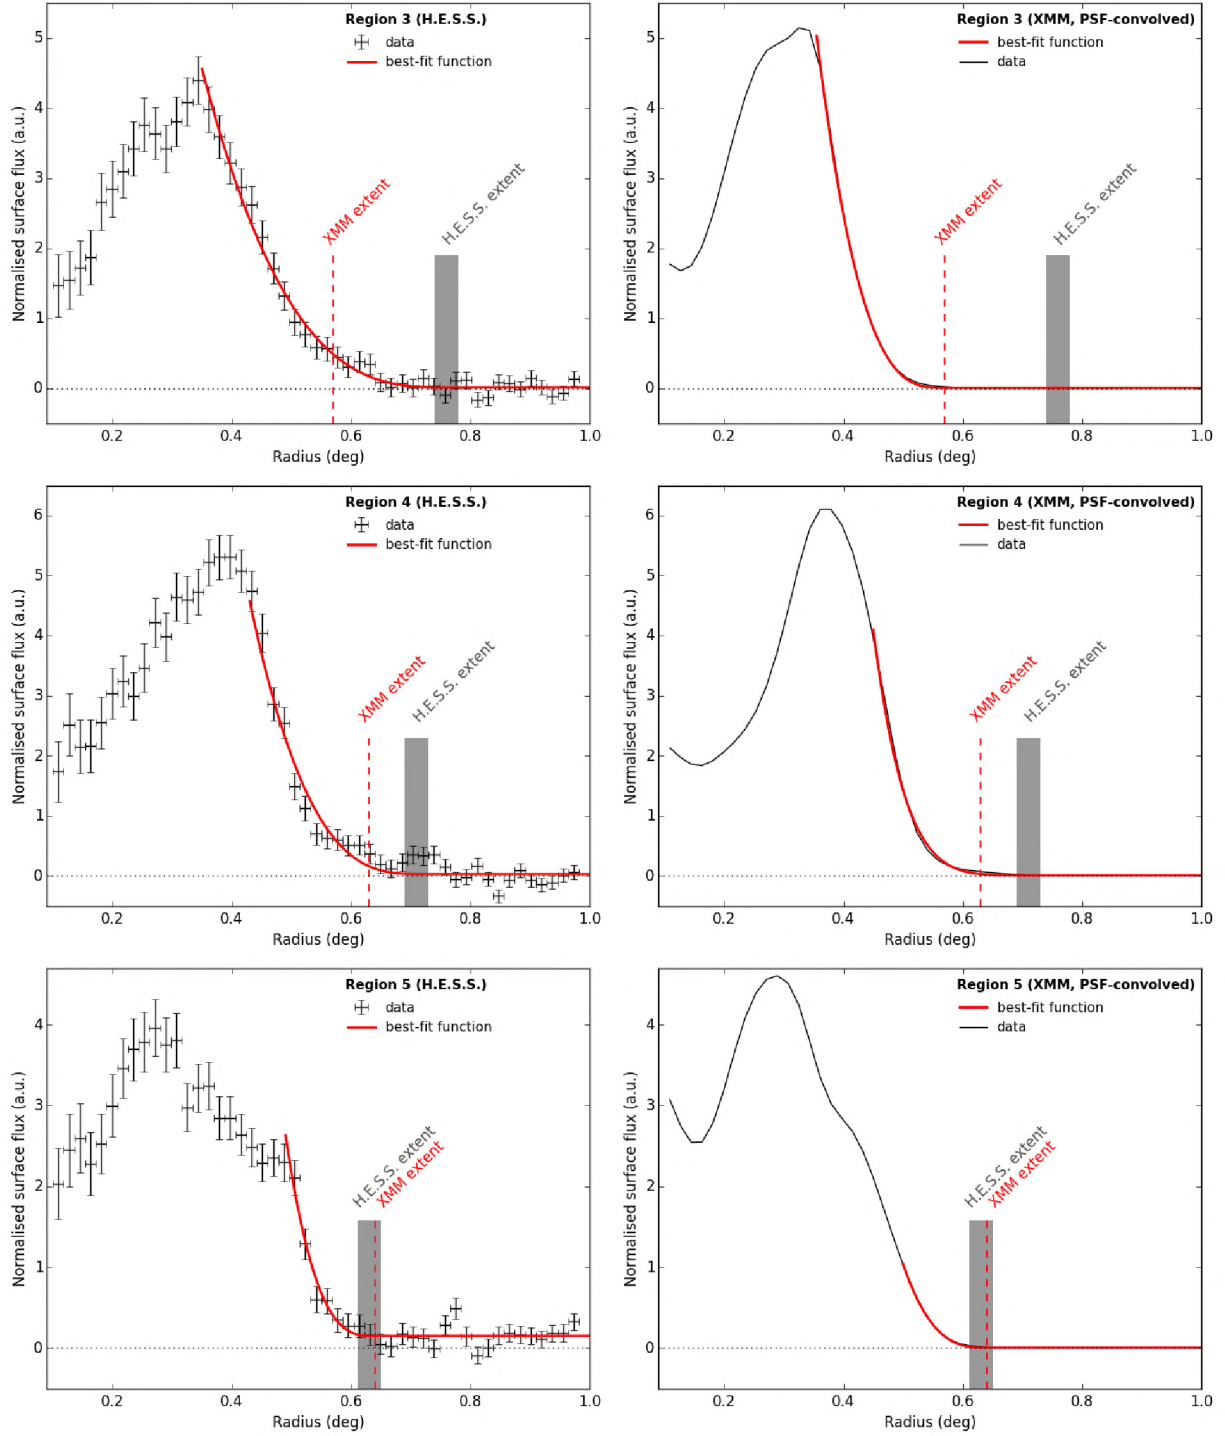 Region 3 (H.E.S.S.)
data
best-fit function
XMM extent
H.E.S.S. extent
Normalised surface flux (a.u.)
5
4
3
2
1
0
0.2 0.4 0.6 0.8 1.0
Radius (deg)
Region 3 (XMM, PSF-convolved)
best-fit function
data
XMM extent
H.E.S.S. extent
Normalised surface flux (a.u.)
5
4
3
2
1
0
0.2 0.4 0.6 0.8 1.0
Radius (deg)
Region 4 (H.E.S.S.)
data
best-fit function
XMM extent
H.E.S.S. extent
Normalised surface flux (a.u.)
6
5
4
3
2
1
0
0.2 0.4 0.6 0.8 1.0
Radius (deg)
Region 4 (XMM, PSF-convolved)
best-fit function
data
XMM extent
H.E.S.S. extent
Normalised surface flux (a.u.)
6
5
4
3
2
1
0
0.2 0.4 0.6 0.8 1.0
Radius (deg)
Region 5 (H.E.S.S.)
data
best-fit function
H.E.S.S. extent
XMM extent
Normalised surface flux (a.u.)
4
3
2
1
0
0.2 0.4 0.6 0.8 1.0
Radius (deg)
Region 5 (XMM, PSF-convolved)
best-fit function
data
H.E.S.S. extent
XMM extent
Normalised surface flux (a.u.)
4
3
2
1
0
0.2 0.4 0.6 0.8 1.0
Radius (deg)